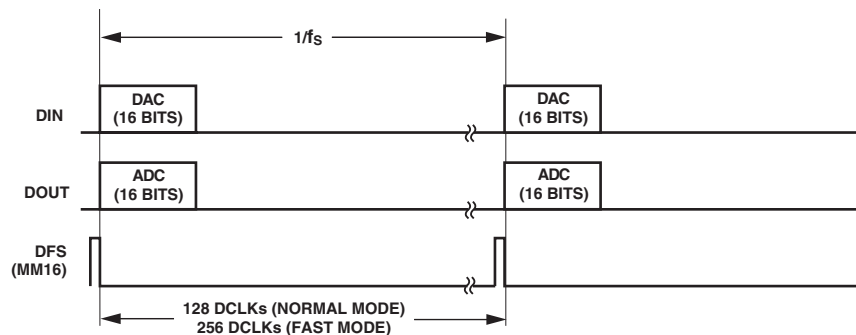 1/fS
DIN
DAC
(16 BITS)
DAC
(16 BITS)
DOUT
ADC
(16 BITS)
ADC
(16 BITS)
DFS
(MM16)
128 DCLKs (NORMAL MODE)
256 DCLKs (FAST MODE)